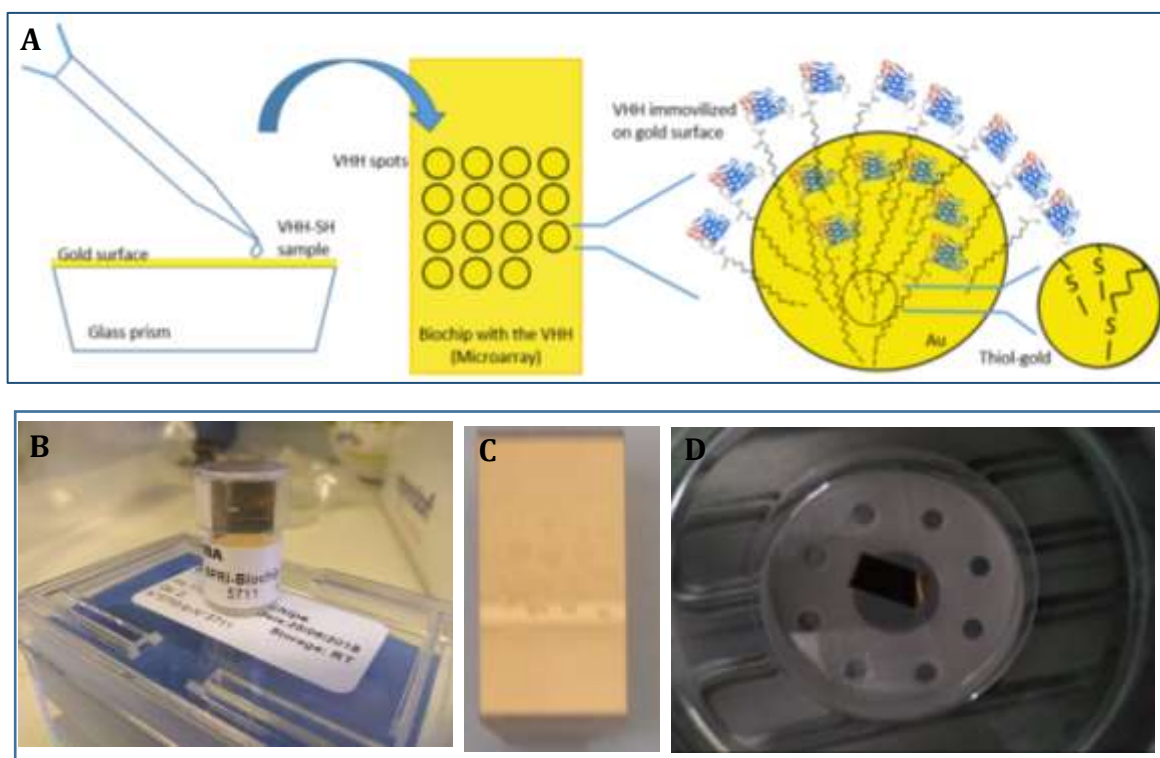 A
VHH-SH
sample
Gold surface
Glass prism
VHH spots
Biochip with the VHH
(Microarray)
VHH immovilized
on gold surface
Au
Thiol-gold
S
S
S
B
SPRi-Biochip
5711
Storage: RT
C
D